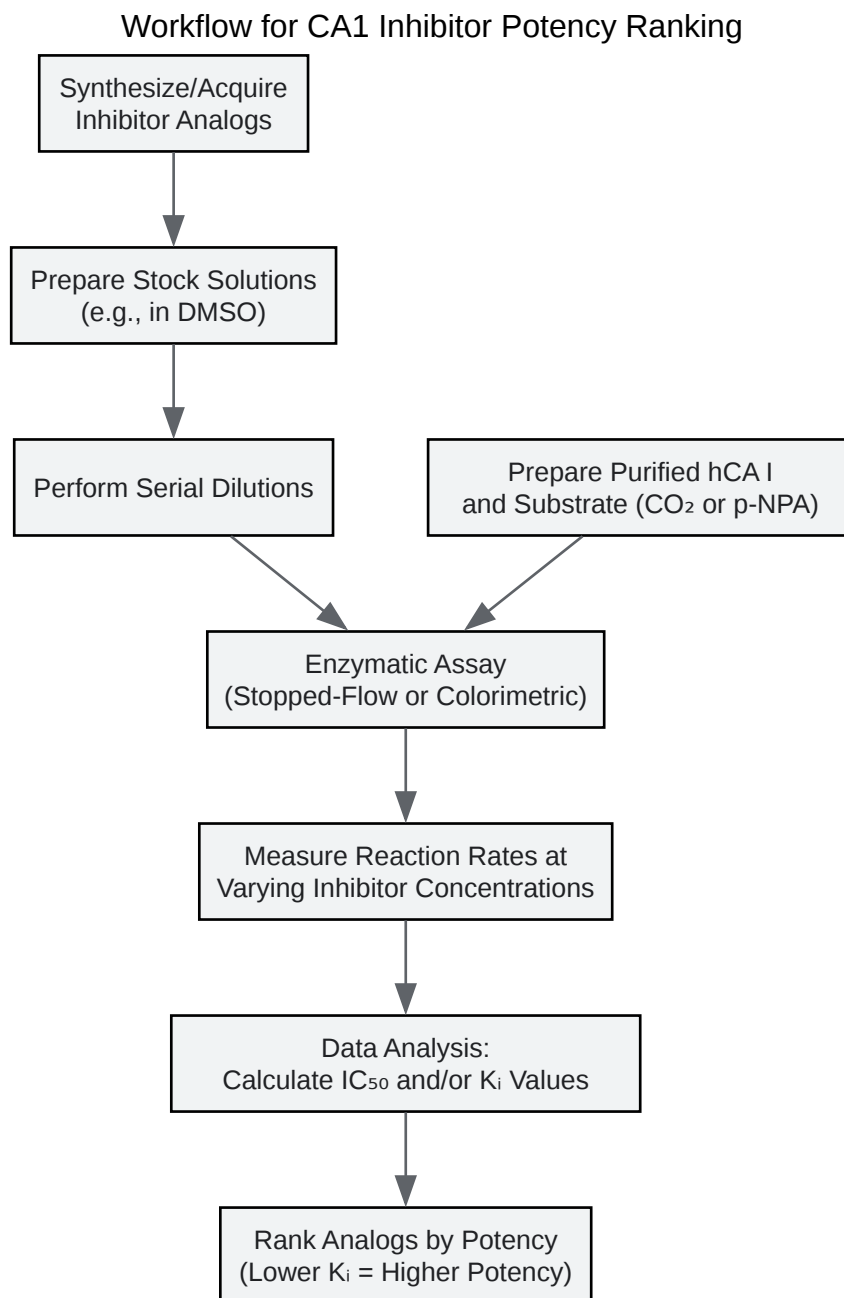 Workflow for CA1 Inhibitor Potency Ranking
Synthesize/Acquire
Inhibitor Analogs
Prepare Stock Solutions
(e.g., in DMSO)
Perform Serial Dilutions
Prepare Purified hCA I
and Substrate (CO₂ or p-NPA)
Enzymatic Assay
(Stopped-Flow or Colorimetric)
Measure Reaction Rates at
Varying Inhibitor Concentrations
Data Analysis:
Calculate IC₅₀ and/or Kᵢ Values
Rank Analogs by Potency
(Lower Kᵢ = Higher Potency)